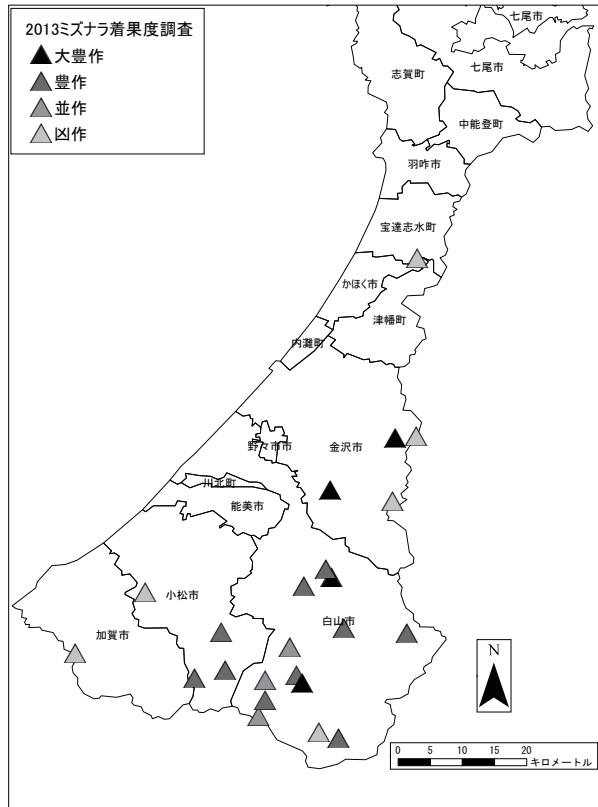 2013ミズナラ着果度調査
大豊作
豊作
並作
凶作
七尾市
七尾市
志賀町
中能登町
羽咋市
宝達志水町
かほく市
津幡町
内灘町
野々市市
金沢市
川北町
能美市
小松市
白山市
加賀市
N
0 5 10 15 20
キロメートル